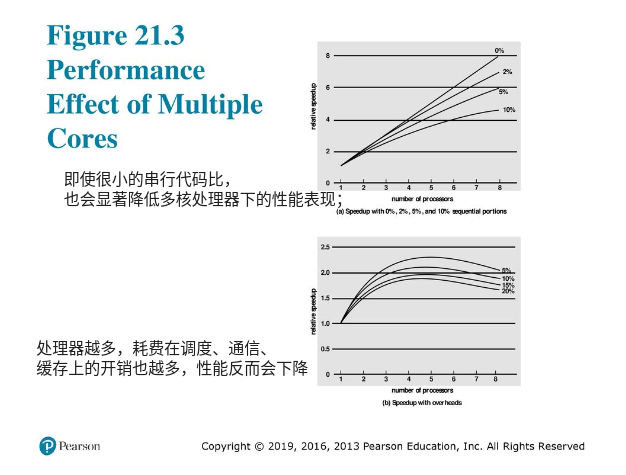 Figure 21.3
Performance
Effect of Multiple
Cores
即使很小的串行代码比，
也会显著降低多核处理器下的性能表现；
relative speedup
8
6
4
2
0
0%
2%
5%
10%
1 2 3 4 5 6 7 8
number of processors
(a) Speedup with 0%, 2%, 5%, and 10% sequential portions
处理器越多，耗费在调度、通信、
缓存上的开销也越多，性能反而会下降
relative speedup
2.5
2.0
1.5
1.0
0.5
0
5%
10%
15%
20%
1 2 3 4 5 6 7 8
number of processors
(b) Speedup with overheads
P Pearson
Copyright © 2019, 2016, 2013 Pearson Education, Inc. All Rights Reserved